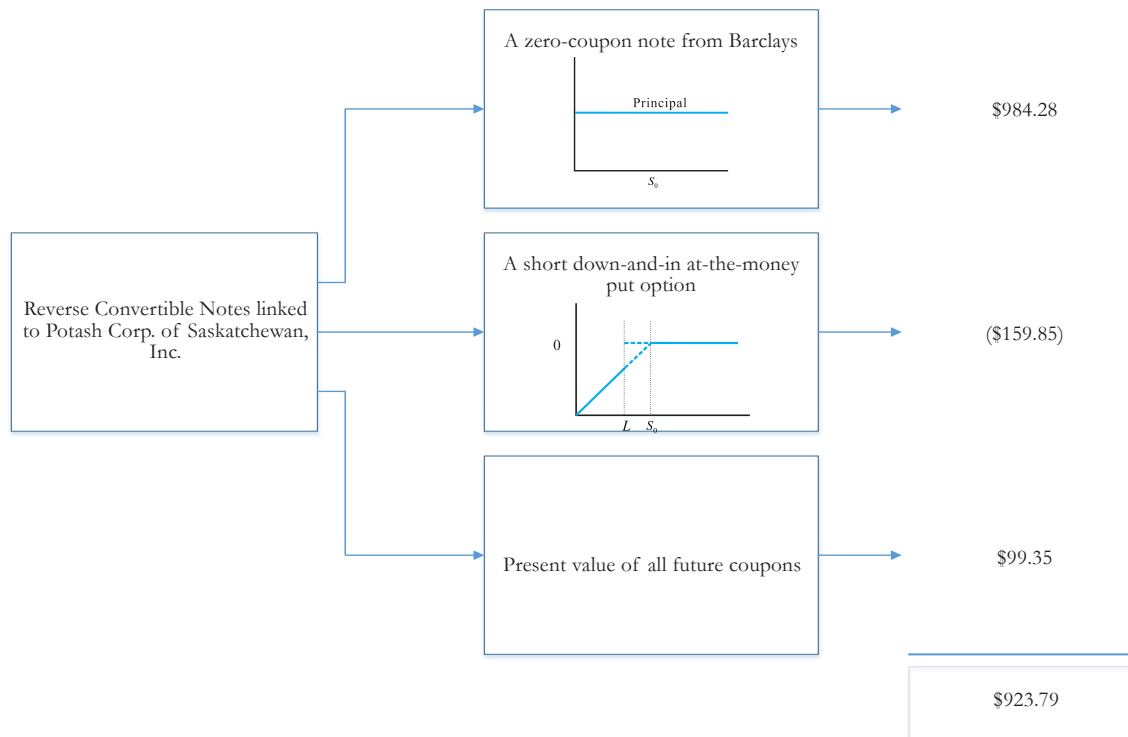 A zero-coupon note from Barclays
Principal
S₀
$984.28
Reverse Convertible Notes linked
to Potash Corp. of Saskatchewan,
Inc.
A short down-and-in at-the-money
put option
0
L S₀
($159.85)
Present value of all future coupons
$99.35
$923.79